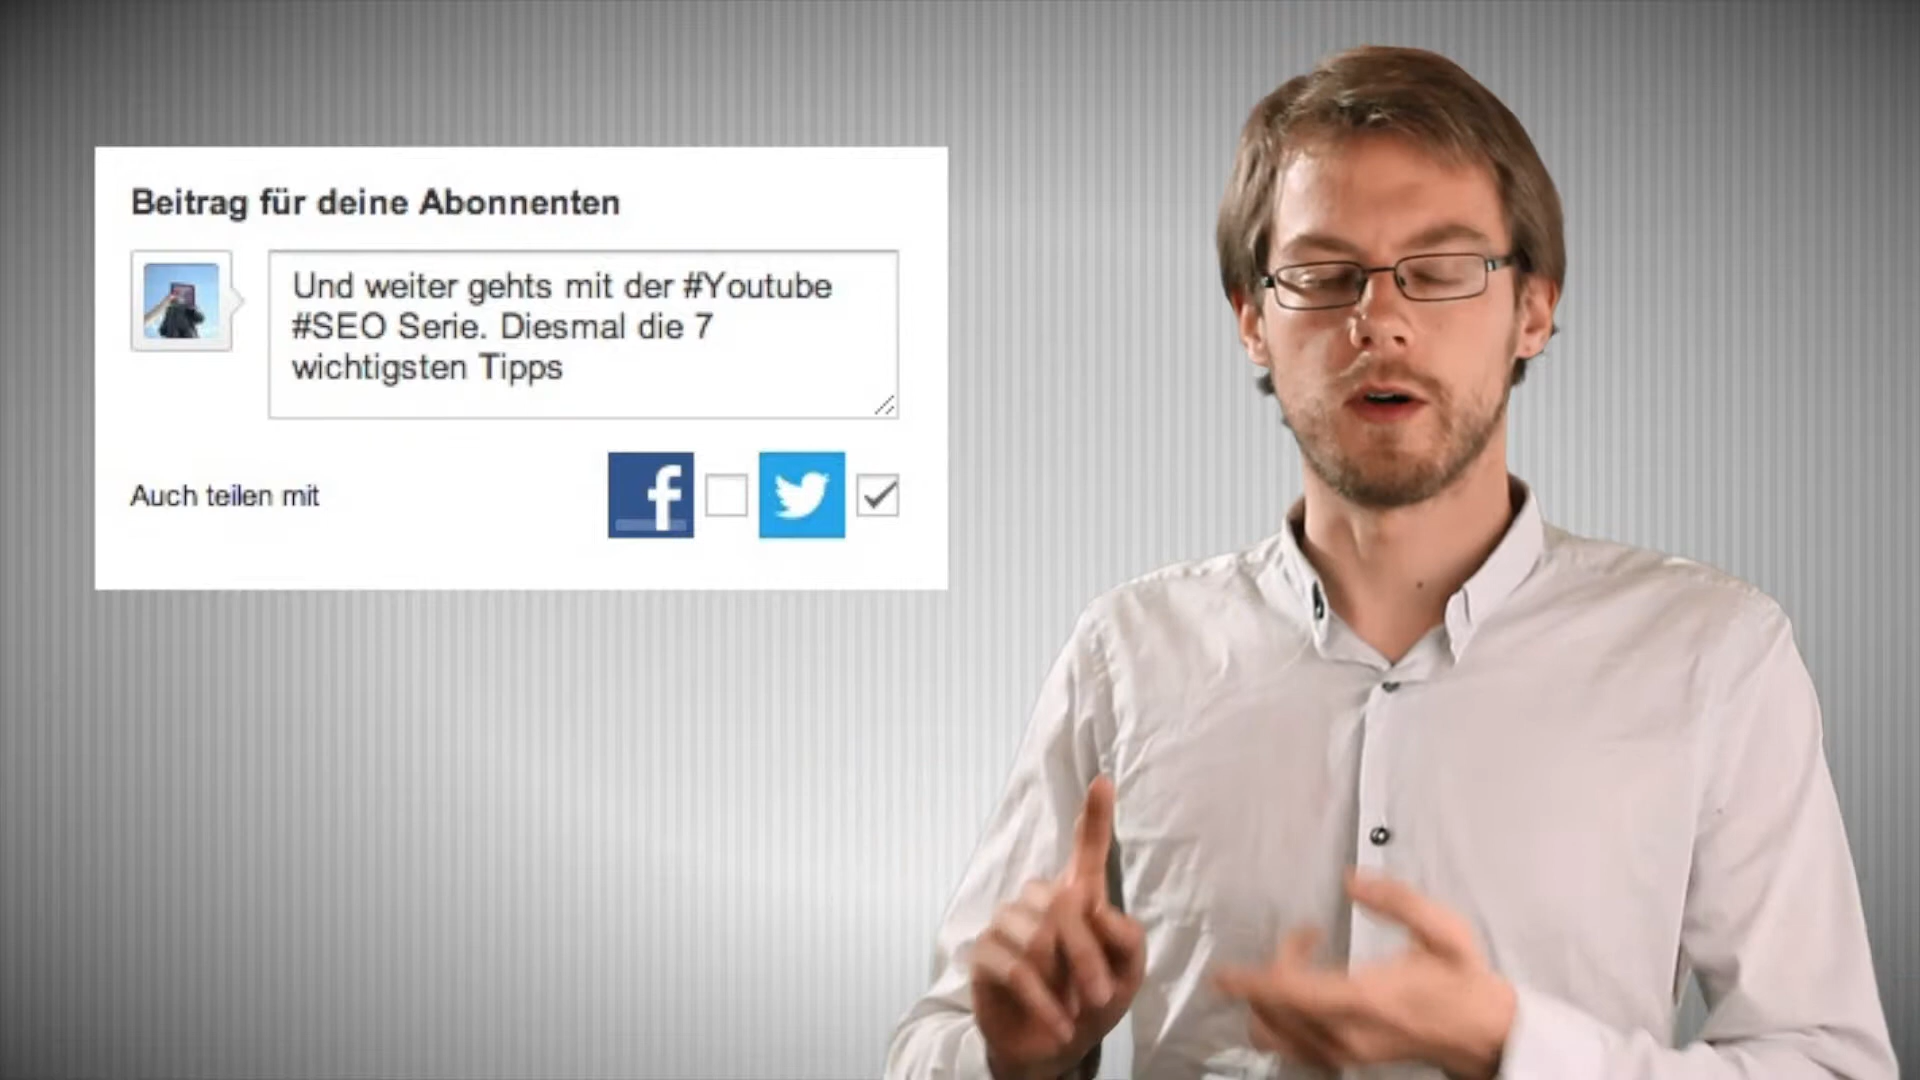 Beitrag für deine Abonnenten
Und weiter gehts mit der #Youtube
#SEO Serie. Diesmal die 7
wichtigsten Tipps
Auch teilen mit